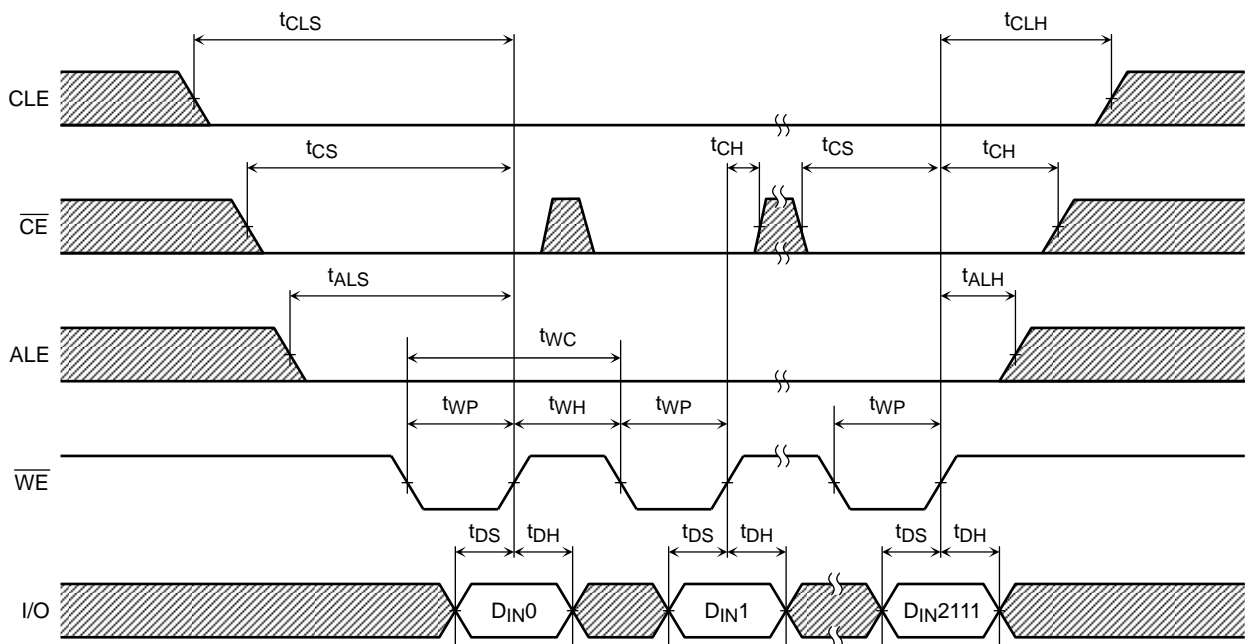 tCLS tCLH
CLE
tCS tCH tCS tCH
CE
tALS tALH
ALE
tWC
tWP tWH tWP tWP
WE
tDS tDH tDS tDH tDS tDH
I/O DIN0 DIN1 DIN2111